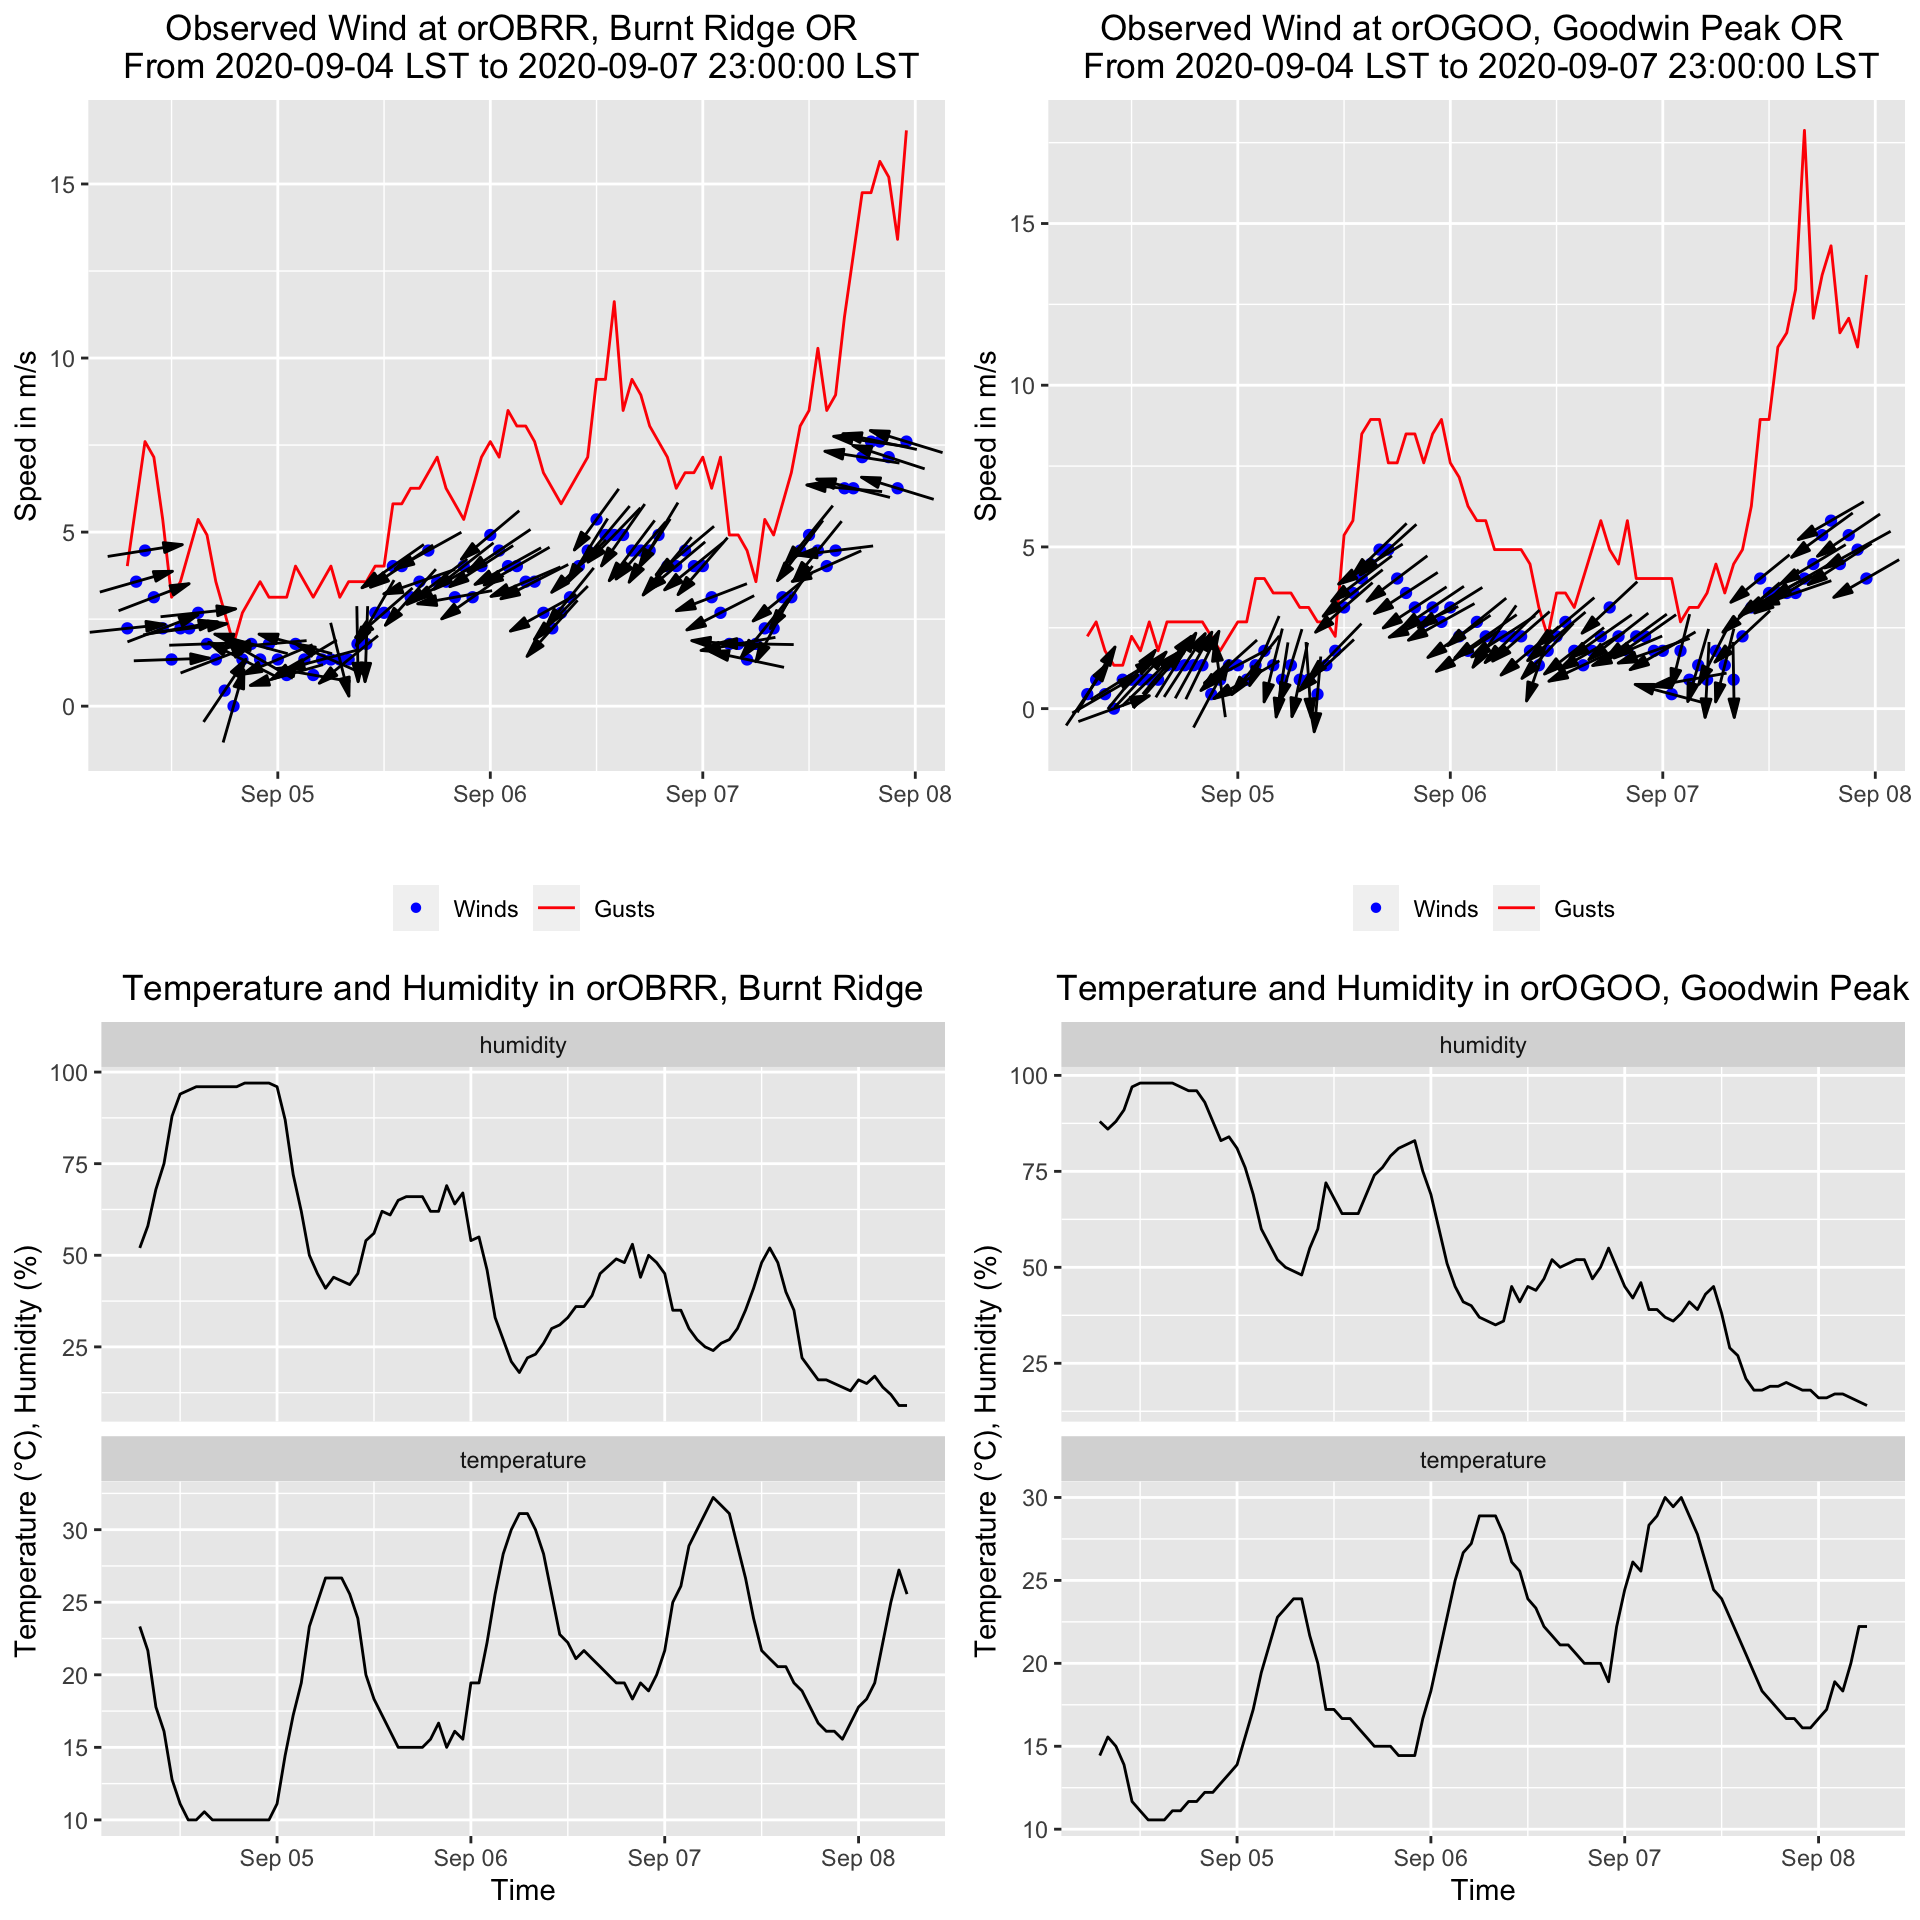 Observed Wind at orOBRR, Burnt Ridge OR
From 2020-09-04 LST to 2020-09-07 23:00:00 LST
Speed in m/s
15
10
5
0
Sep 05
Sep 06
Sep 07
Sep 08
Winds
Gusts
Observed Wind at orOGOO, Goodwin Peak OR
From 2020-09-04 LST to 2020-09-07 23:00:00 LST
Speed in m/s
15
10
5
0
Sep 05
Sep 06
Sep 07
Sep 08
Winds
Gusts
Temperature and Humidity in orOBRR, Burnt Ridge
Temperature (°C), Humidity (%)
humidity
100
75
50
25
temperature
30
25
20
15
10
Sep 05
Sep 06
Sep 07
Sep 08
Time
Temperature and Humidity in orOGOO, Goodwin Peak
Temperature (°C), Humidity (%)
humidity
100
75
50
25
temperature
30
25
20
15
10
Sep 05
Sep 06
Sep 07
Sep 08
Time